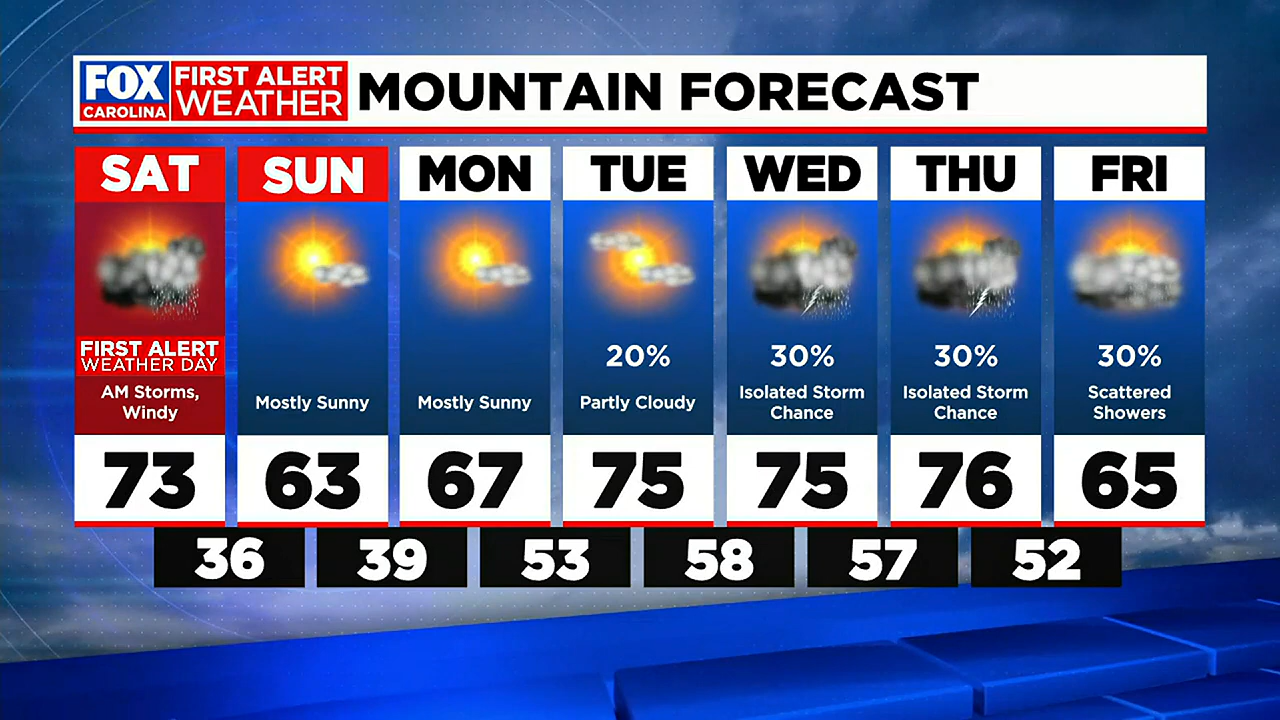 FOX
CAROLINA
FIRST ALERT
WEATHER
MOUNTAIN FORECAST
SAT
FIRST ALERT
WEATHER DAY
AM Storms,
Windy
73
SUN
Mostly Sunny
63
MON
Mostly Sunny
67
TUE
20%
Partly Cloudy
75
WED
30%
Isolated Storm
Chance
75
THU
30%
Isolated Storm
Chance
76
FRI
30%
Scattered
Showers
65
36
39
53
58
57
52